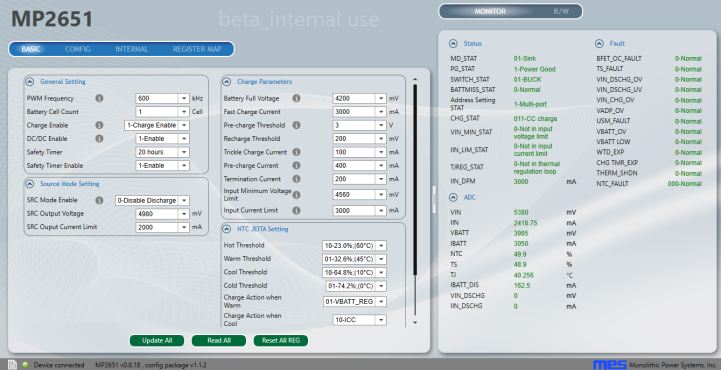 MP2651
beta_internal use
MONITOR R/W
BASIC CONFIG INTERNAL REGISTER MAP
General Setting
PWM Frequency 600 kHz
Battery Cell Count 1 Cell
Charge Enable 1-Charge Enable
DC/DC Enable 1-Enable
Safety Timer 20 hours
Safety Timer Enable 1-Enable
Source Mode Setting
SRC Mode Enable 0-Disable Discharge
SRC Output Voltage 4980 mV
SRC Ouput Current Limit 2000 mA
Charge Parameters
Battery Full Voltage 4200 mV
Fast Charge Current 3000 mA
Pre-charge Threshold 3 V
Recharge Threshold 200 mV
Trickle Charge Current 100 mA
Pre-charge Current 400 mA
Termination Current 200 mA
Input Minimum Voltage
Limit 4560 mV
Input Current Limit 3000 mA
NTC JEITA Setting
Hot Threshold 10-23.0%;(60°C)
Warm Threshold 01-32.6%;(45°C)
Cool Threshold 10-64.8%;(10°C)
Cold Threshold 01-74.2%;(0°C)
Charge Action when
Warm 01-VBATT_REG
Charge Action when
Cool 10-ICC
Update All Read All Reset All REG
Status
MD_STAT 01-Sink
PG_STAT 1-Power Good
SWITCH_STAT 01-BUCK
BATTMISS_STAT 0-Normal
Address Setting
STAT 1-Multi-port
CHG_STAT 011-CC charge
VIN_MIN_STAT 0-Not in input
voltage limit
IIN_LIM_STAT 0-Not in input
current limit
TJREG_STAT 0-Not in thermal
regulation loop
IIN_DPM 3000 mA
ADC
VIN 5380 mV
IIN 2418.75 mA
VBATT 3985 mV
IBATT 3050 mA
NTC 49.9 %
TS 48.9 %
TJ 40.256 °C
IBATT_DIS 162.5 mA
VIN_DSCHG 0 mV
IIN_DSCHG 0 mA
Fault
BFET_OC_FAULT 0-Normal
TS_FAULT 0-Normal
VIN_DSCHG_OV 0-Normal
VIN_DSCHG_UV 0-Normal
VIN_CHG_OV 0-Normal
VADP_OV 0-Normal
USM_FAULT 0-Normal
VBATT_OV 0-Normal
VBATT LOW 0-Normal
WTD_EXP 0-Normal
CHG TMR_EXP 0-Normal
THERM_SHDN 0-Normal
NTC_FAULT 000-Normal
Device connected MP2651 v0.8.18 , config package v1.1.2
mps Monolithic Power Systems, Inc.